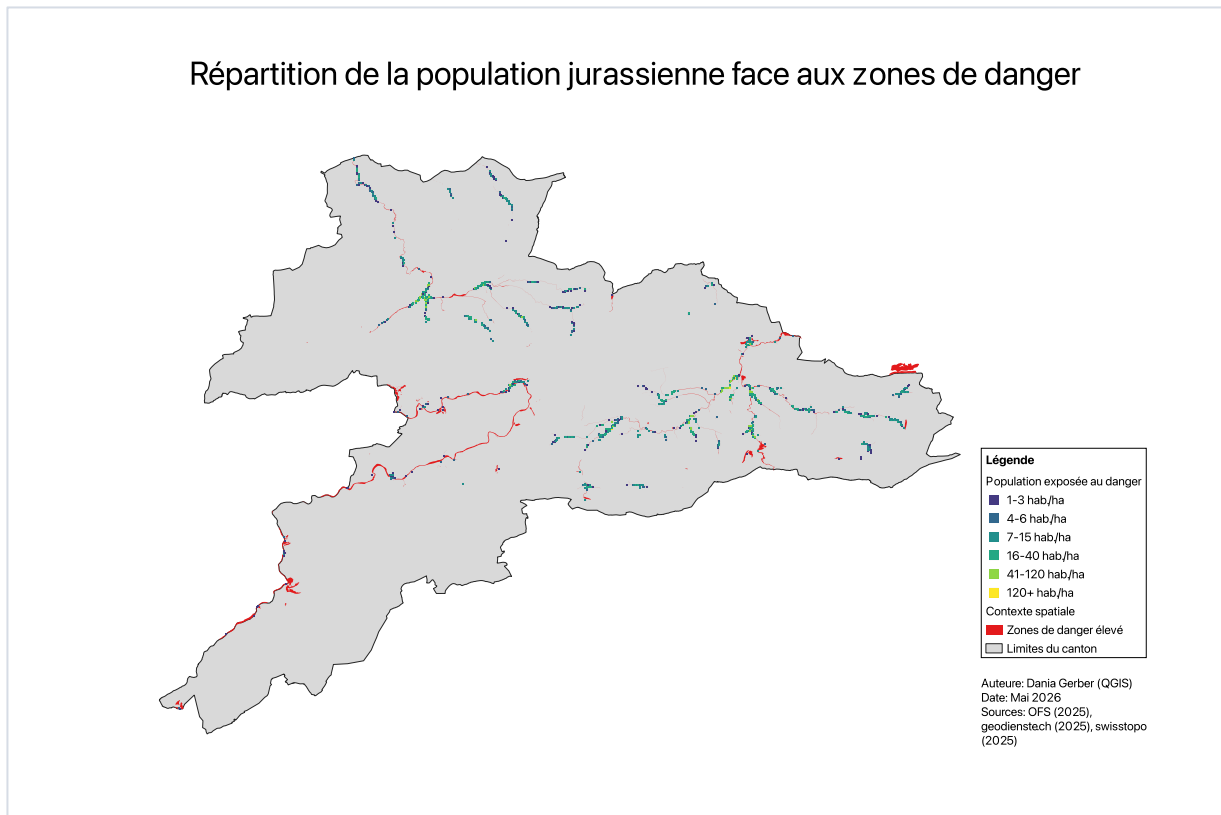 Répartition de la population jurassienne face aux zones de danger
Légende
Population exposée au danger
1-3 hab./ha
4-6 hab./ha
7-15 hab./ha
16-40 hab./ha
41-120 hab./ha
120+ hab./ha
Contexte spatiale
Zones de danger élevé
Limites du canton
Auteure: Dania Gerber (QGIS)
Date: Mai 2026
Sources: OFS (2025),
geodienste.ch (2025), swisstopo
(2025)